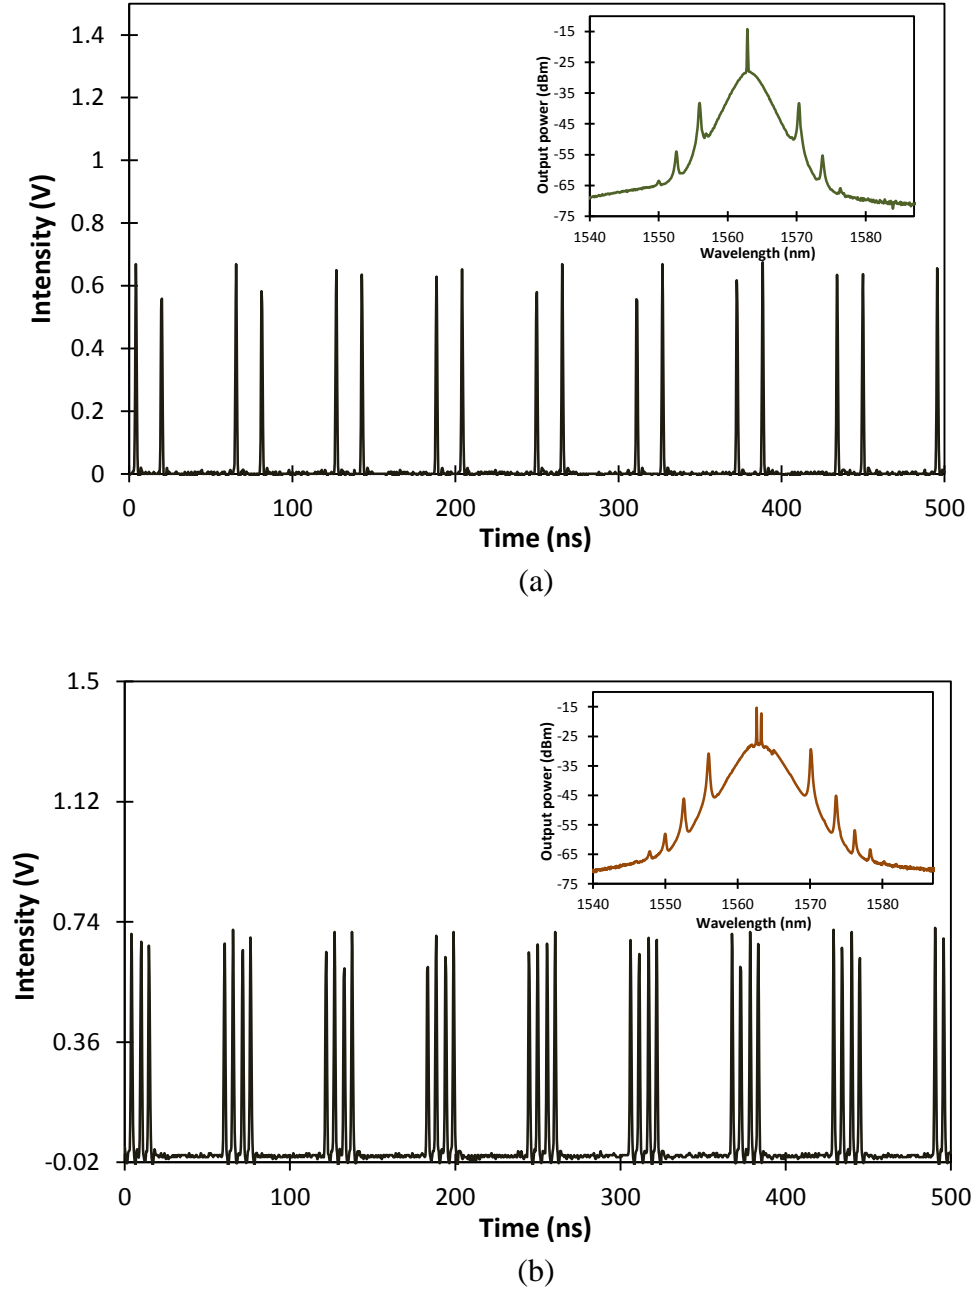 1.4
1.2
1
0.8
0.6
0.4
0.2
0
Intensity (V)
0 100 200 300 400 500
Time (ns)
-15
-25
-35
-45
-55
-65
-75
Output power (dBm)
1540 1550 1560 1570 1580
Wavelength (nm)
(a)
1.5
1.12
0.74
0.36
-0.02
Intensity (V)
0 100 200 300 400 500
Time (ns)
-15
-25
-35
-45
-55
-65
-75
Output power (dBm)
1540 1550 1560 1570 1580
Wavelength (nm)
(b)